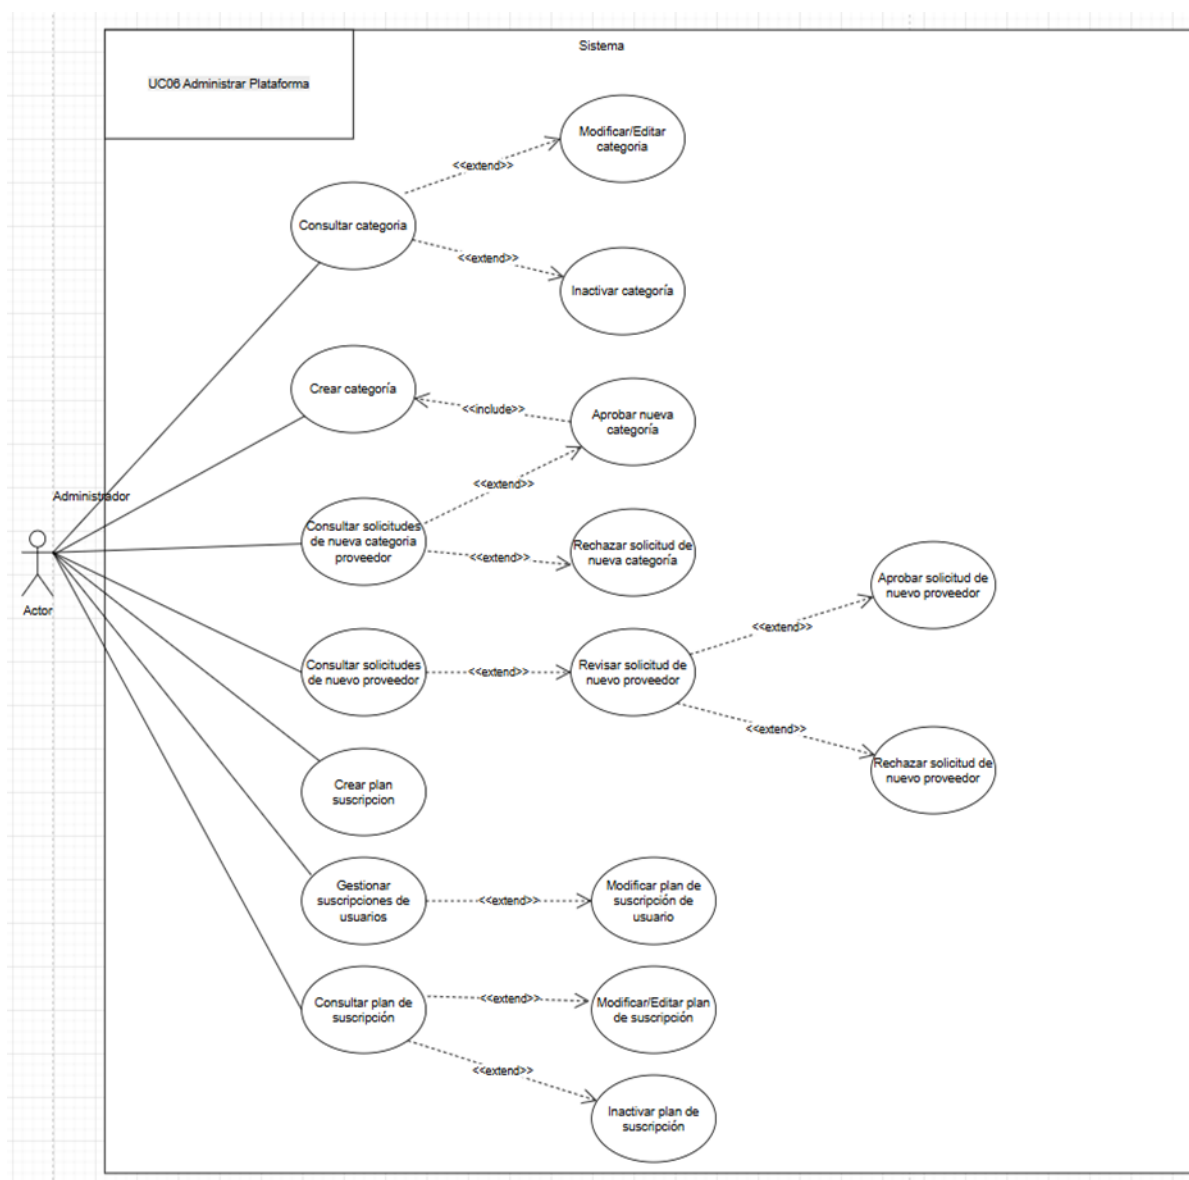 Sistema
UC06 Administrar Plataforma
Modificar/Editar
categoria
<<extend>>
Consultar categoria
<<extend>>
Inactivar categoría
Crear categoría
<<include>>
Aprobar nueva
categoría
<<extend>>
Administrador
Consultar solicitudes
de nueva categoria
proveedor
<<extend>>
Rechazar solicitud de
nueva categoría
Aprobar solicitud de
nuevo proveedor
Actor
<<extend>>
Consultar solicitudes
de nuevo proveedor
<<extend>>
Revisar solicitud de
nuevo proveedor
<<extend>>
Rechazar solicitud de
nuevo proveedor
Crear plan
suscripcion
Gestionar
suscripciones de
usuarios
<<extend>>
Modificar plan de
suscripción de
usuario
Consultar plan de
suscripción
<<extend>>
Modificar/Editar plan
de suscripción
<<extend>>
Inactivar plan de
suscripción